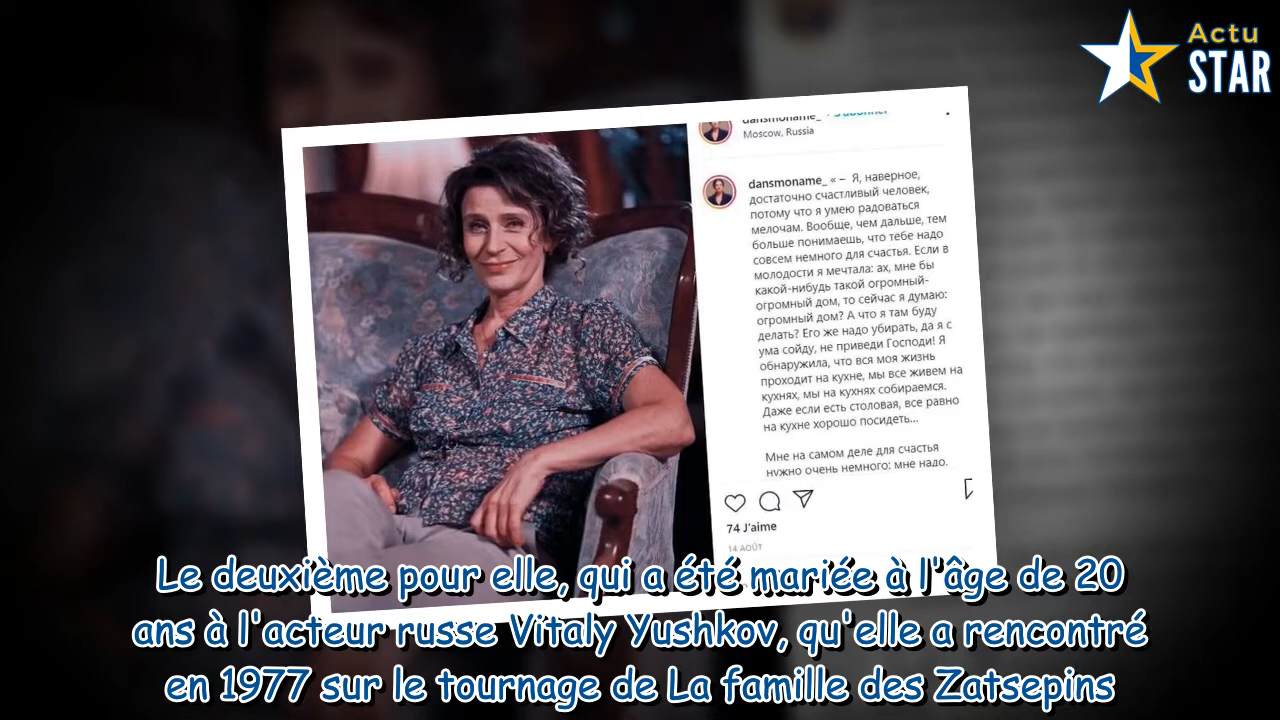 Actu
STAR
dansmoname_ • S'abonner
Moscow, Russia
dansmoname_ « – Я, наверное,
достаточно счастливый человек,
потому что я умею радоваться
мелочам. Вообще, чем дальше, тем
больше понимаешь, что тебе надо
совсем немного для счастья. Если в
молодости я мечтала: ах, мне бы
какой-нибудь такой огромный-
огромный дом, то сейчас я думаю:
огромный дом? А что я там буду
делать? Его же надо убирать, да я с
ума сойду, не приведи Господи! Я
обнаружила, что вся моя жизнь
проходит на кухне, мы все живем на
кухнях, мы на кухнях собираемся.
Даже если есть столовая, все равно
на кухне хорошо посидеть...
Мне на самом деле для счастья
нужно очень немного: мне надо,
74 J'aime
14 AOÛT
Le deuxième pour elle, qui a été mariée à l'âge de 20
ans à l'acteur russe Vitaly Yushkov, qu'elle a rencontré
en 1977 sur le tournage de La famille des Zatsepins